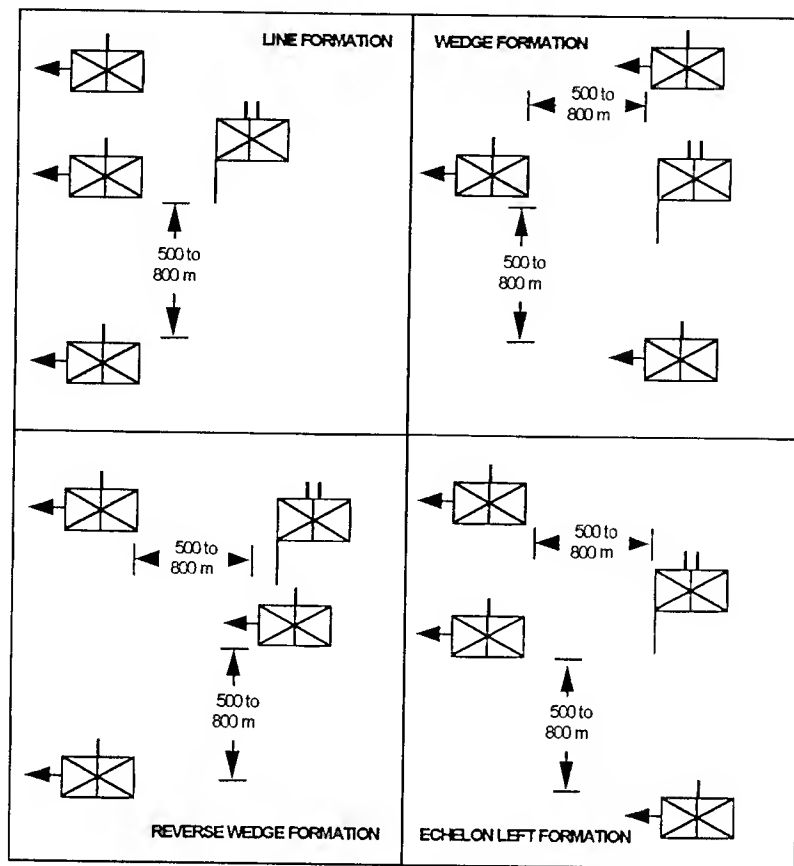 LINE FORMATION
500 to
800 m
WEDGE FORMATION
500 to
800 m
500 to
800 m
500 to
800 m
500 to
800 m
REVERSE WEDGE FORMATION
500 to
800 m
500 to
800 m
ECHELON LEFT FORMATION